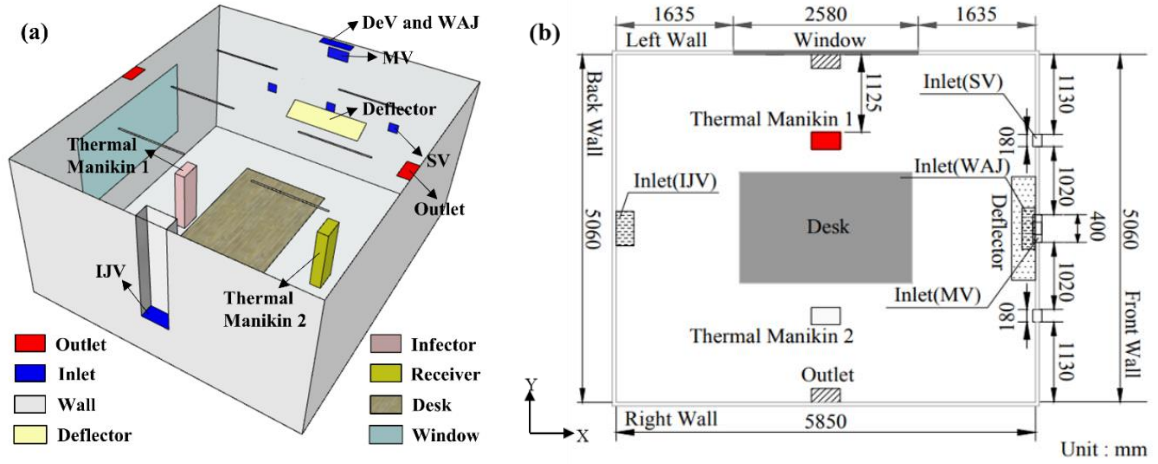 (a)
DeV and WAJ
MV
Deflector
Thermal
Manikin 1
SV
Outlet
IJV
Thermal
Manikin 2
Outlet
Inlet
Wall
Deflector
Infector
Receiver
Desk
Window
(b)
1635
2580
1635
Left Wall
Window
Back Wall
1125
Inlet(SV)
1130
Thermal Manikin 1
180
Inlet(WAJ)
Inlet(IJV)
1020
5060
Desk
Deflector
400
5060
Inlet(MV)
1020
180
Thermal Manikin 2
Front Wall
1130
Outlet
Y
X
Right Wall
5850
Unit : mm